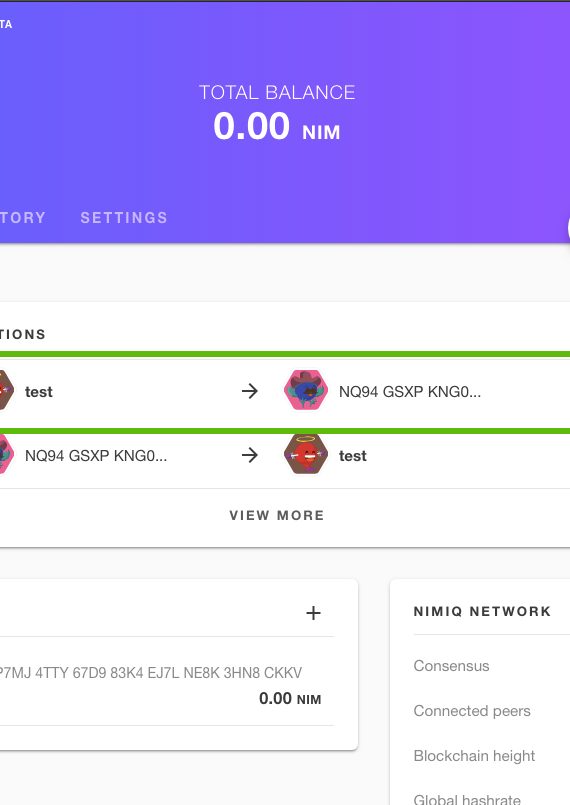 TA
TOTAL BALANCE
0.00 NIM
TORY SETTINGS
TIONS
test → NQ94 GSXP KNG0...
NQ94 GSXP KNG0... → test
VIEW MORE
+
P7MJ 4TTY 67D9 83K4 EJ7L NE8K 3HN8 CKKV
0.00 NIM
NIMIQ NETWORK
Consensus
Connected peers
Blockchain height
Global hashrate